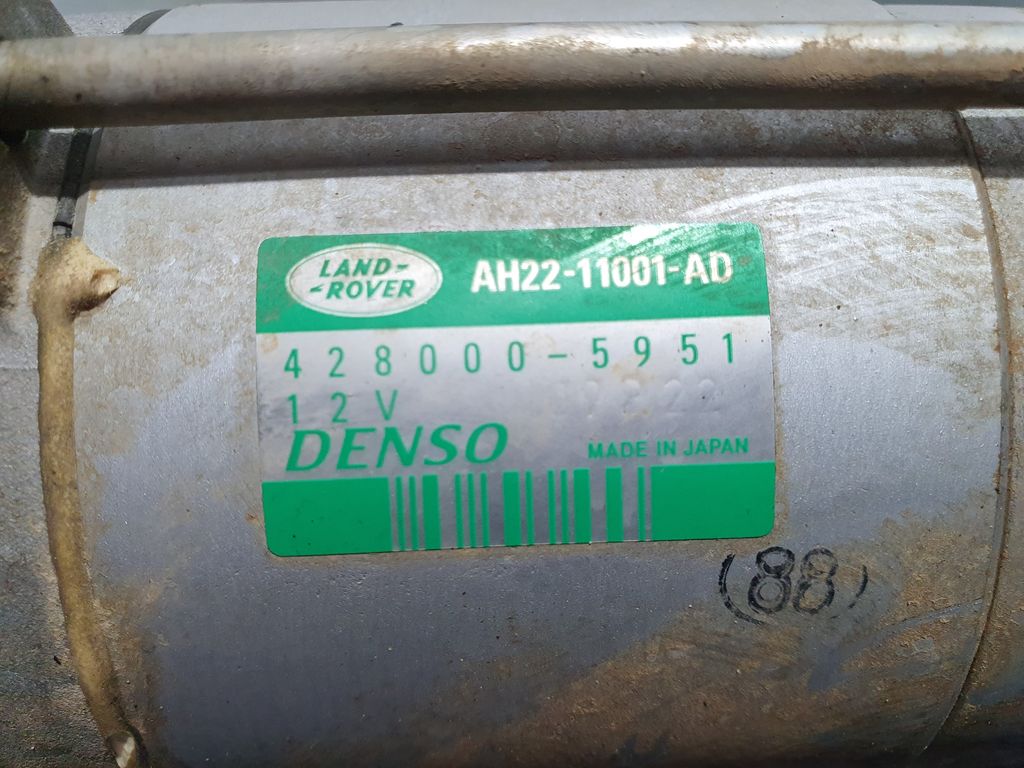 LAND-
-ROVER
AH22-11001-AD
428000-5951
12V
DENSO
MADE IN JAPAN
(88)